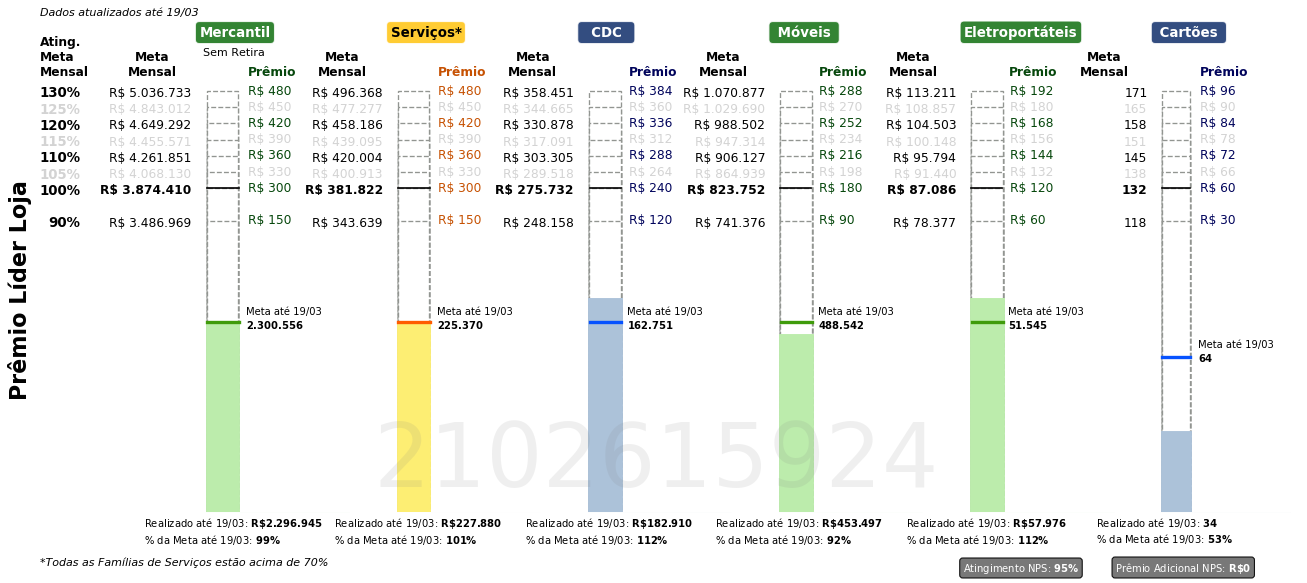 Dados atualizados até 19/03
Mercantil Serviços* CDC Móveis Eletroportáteis Cartões
Sem Retira
Ating. Meta Mensal Meta Mensal Prêmio Meta Mensal Prêmio Meta Mensal Prêmio Meta Mensal Prêmio Meta Mensal Prêmio Meta Mensal Prêmio
130% R$ 5.036.733 R$ 480 R$ 496.368 R$ 480 R$ 358.451 R$ 384 R$ 1.070.877 R$ 288 R$ 113.211 R$ 192 171 R$ 96
125% R$ 4.843.012 R$ 450 R$ 477.277 R$ 450 R$ 344.665 R$ 360 R$ 1.029.690 R$ 270 R$ 108.857 R$ 180 165 R$ 90
120% R$ 4.649.292 R$ 420 R$ 458.186 R$ 420 R$ 330.878 R$ 336 R$ 988.502 R$ 252 R$ 104.503 R$ 168 158 R$ 84
115% R$ 4.455.571 R$ 390 R$ 439.095 R$ 390 R$ 317.091 R$ 312 R$ 947.314 R$ 234 R$ 100.148 R$ 156 151 R$ 78
110% R$ 4.261.851 R$ 360 R$ 420.004 R$ 360 R$ 303.305 R$ 288 R$ 906.127 R$ 216 R$ 95.794 R$ 144 145 R$ 72
105% R$ 4.068.130 R$ 330 R$ 400.913 R$ 330 R$ 289.518 R$ 264 R$ 864.939 R$ 198 R$ 91.440 R$ 132 138 R$ 66
100% R$ 3.874.410 R$ 300 R$ 381.822 R$ 300 R$ 275.732 R$ 240 R$ 823.752 R$ 180 R$ 87.086 R$ 120 132 R$ 60
90% R$ 3.486.969 R$ 150 R$ 343.639 R$ 150 R$ 248.158 R$ 120 R$ 741.376 R$ 90 R$ 78.377 R$ 60 118 R$ 30
Prêmio Líder Loja
Meta até 19/03 Meta até 19/03 Meta até 19/03 Meta até 19/03 Meta até 19/03
2.300.556 225.370 162.751 488.542 51.545
Meta até 19/03
64
2102615924
Realizado até 19/03: R$2.296.945 Realizado até 19/03: R$227.880 Realizado até 19/03: R$182.910 Realizado até 19/03: R$453.497 Realizado até 19/03: R$57.976 Realizado até 19/03: 34
% da Meta até 19/03: 99% % da Meta até 19/03: 101% % da Meta até 19/03: 112% % da Meta até 19/03: 92% % da Meta até 19/03: 112% % da Meta até 19/03: 53%
*Todas as Famílias de Serviços estão acima de 70%
Atingimento NPS: 95% Prêmio Adicional NPS: R$0